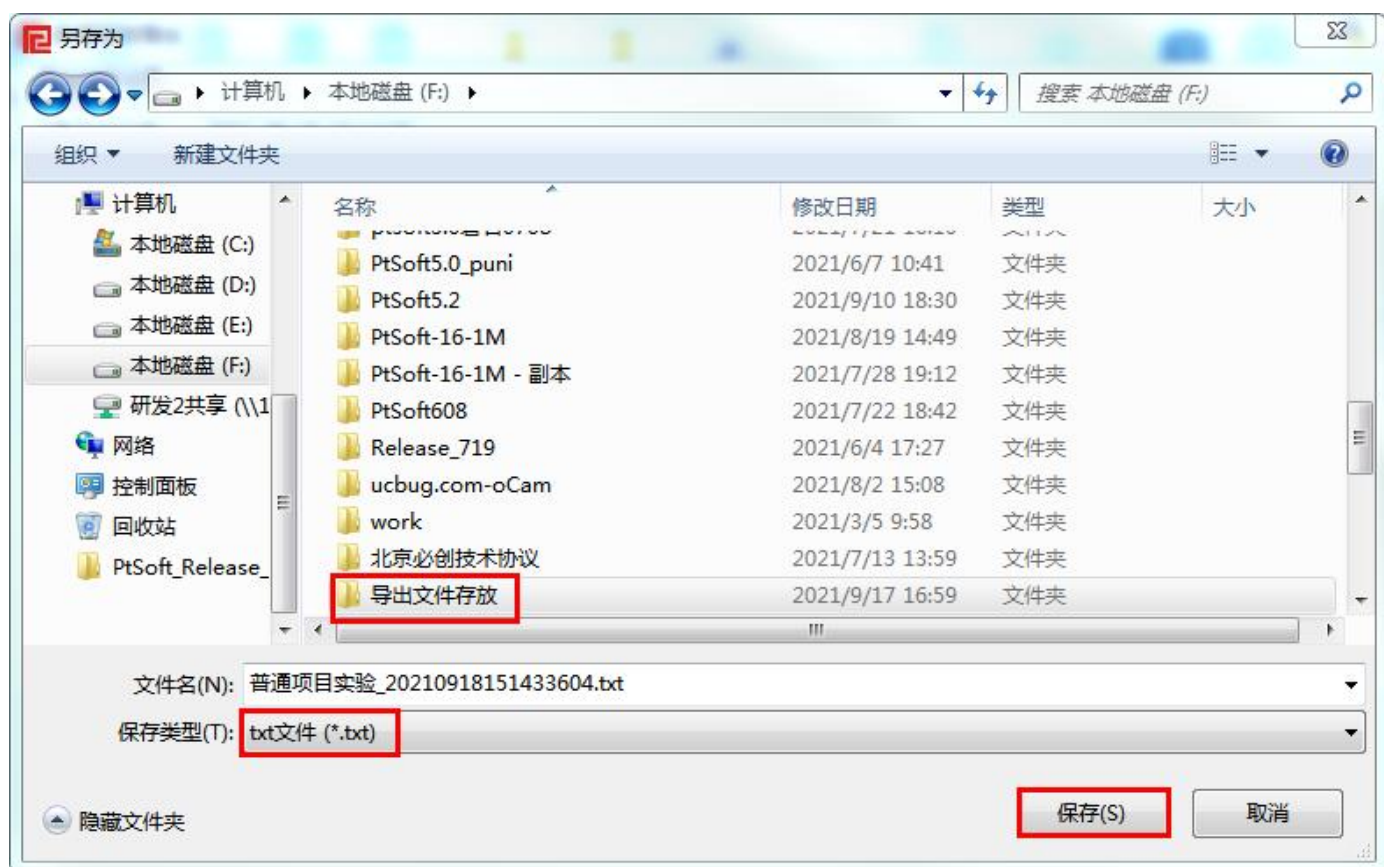 另存为
计算机 本地磁盘 (F:) 搜索 本地磁盘 (F:)
组织 新建文件夹
计算机
本地磁盘 (C:)
本地磁盘 (D:)
本地磁盘 (E:)
本地磁盘 (F:)
研发2共享 (\\1
网络
控制面板
回收站
PtSoft_Release_
名称 修改日期 类型 大小
PtSoft5.0_puni 2021/6/7 10:41 文件夹
PtSoft5.2 2021/9/10 18:30 文件夹
PtSoft-16-1M 2021/8/19 14:49 文件夹
PtSoft-16-1M - 副本 2021/7/28 19:12 文件夹
PtSoft608 2021/7/22 18:42 文件夹
Release_719 2021/6/4 17:27 文件夹
ucbug.com-oCam 2021/8/2 15:08 文件夹
work 2021/3/5 9:58 文件夹
北京必创技术协议 2021/7/13 13:59 文件夹
导出文件存放 2021/9/17 16:59 文件夹
文件名(N): 普通项目实验_20210918151433604.txt
保存类型(T): txt文件 (*.txt)
隐藏文件夹 保存(S) 取消